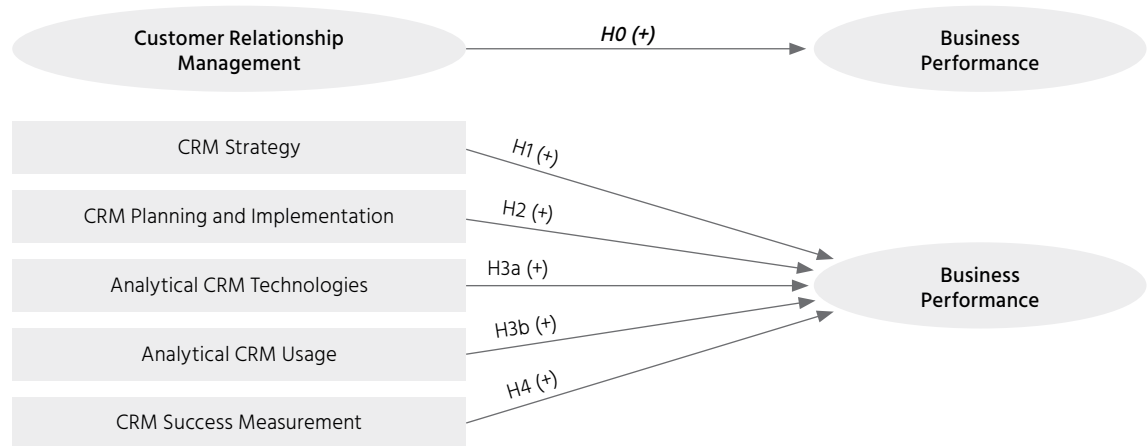 Customer Relationship
Management
H0 (+)
Business
Performance
CRM Strategy
H1 (+)
CRM Planning and Implementation
H2 (+)
Analytical CRM Technologies
H3a (+)
Business
Performance
Analytical CRM Usage
H3b (+)
CRM Success Measurement
H4 (+)